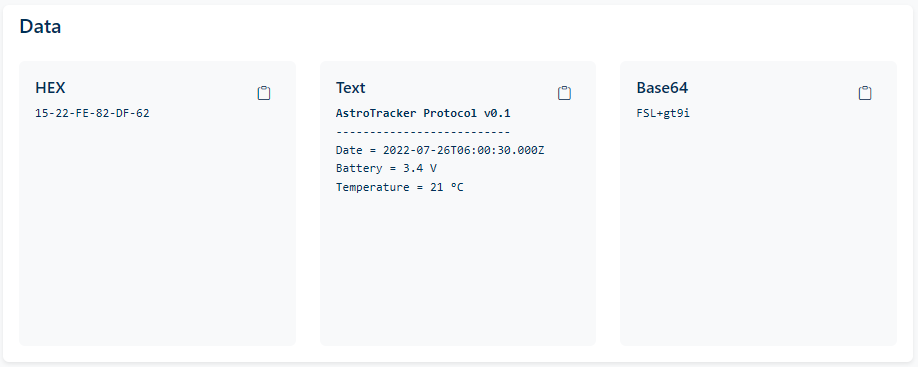 Data
HEX
15-22-FE-82-DF-62
Text
AstroTracker Protocol v0.1
--------------------------
Date = 2022-07-26T06:00:30.000Z
Battery = 3.4 V
Temperature = 21 ºC
Base64
FSL+gt9i